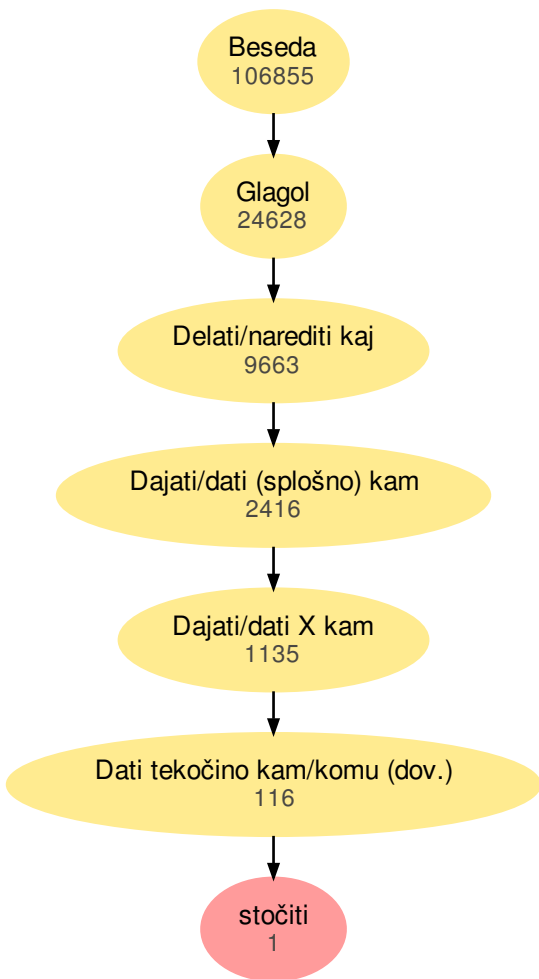 Beseda
106855
Glagol
24628
Delati/narediti kaj
9663
Dajati/dati (splošno) kam
2416
Dajati/dati X kam
1135
Dati tekočino kam/komu (dov.)
116
stočiti
1